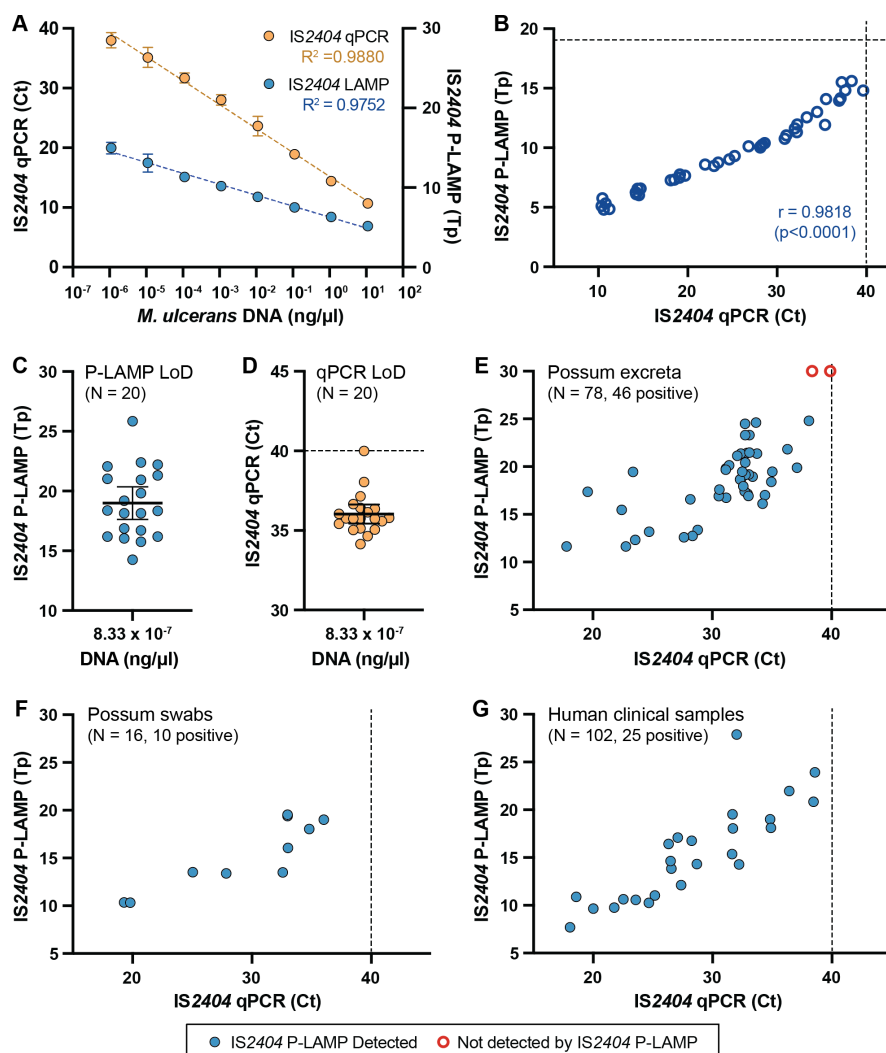 A
IS2404 qPCR (Ct)
40
30
20
10
0
IS2404 qPCR
R² =0.9880
IS2404 LAMP
R² = 0.9752
30
20
10
0
IS2404 P-LAMP (Tp)
10⁻⁷ 10⁻⁶ 10⁻⁵ 10⁻⁴ 10⁻³ 10⁻² 10⁻¹ 10⁰ 10¹ 10²
M. ulcerans DNA (ng/µl)
B
IS2404 P-LAMP (Tp)
20
15
10
5
0
r = 0.9818
(p<0.0001)
10 20 30 40
IS2404 qPCR (Ct)
C
P-LAMP LoD
(N = 20)
IS2404 P-LAMP (Tp)
30
25
20
15
10
8.33 x 10⁻⁷
DNA (ng/µl)
D
qPCR LoD
(N = 20)
IS2404 qPCR (Ct)
45
40
35
30
8.33 x 10⁻⁷
DNA (ng/µl)
E
Possum excreta
(N = 78, 46 positive)
IS2404 P-LAMP (Tp)
30
25
20
15
10
5
20 30 40
IS2404 qPCR (Ct)
F
Possum swabs
(N = 16, 10 positive)
IS2404 P-LAMP (Tp)
30
25
20
15
10
5
20 30 40
IS2404 qPCR (Ct)
G
Human clinical samples
(N = 102, 25 positive)
IS2404 P-LAMP (Tp)
30
25
20
15
10
5
20 30 40
IS2404 qPCR (Ct)
IS2404 P-LAMP Detected Not detected by IS2404 P-LAMP